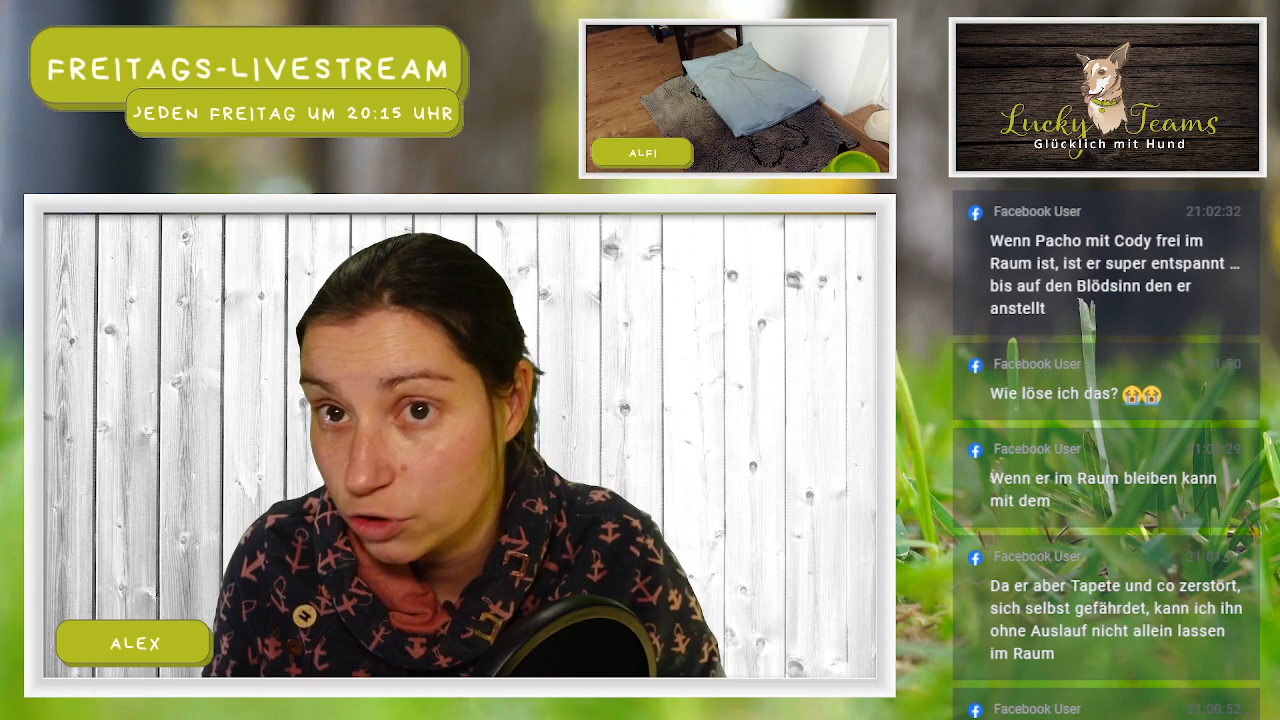 FREITAGS-LIVESTREAM
JEDEN FREITAG UM 20:15 UHR
ALFI
Lucky Teams
Glücklich mit Hund
Facebook User 21:02:32
Wenn Pacho mit Cody frei im
Raum ist, ist er super entspannt ...
bis auf den Blödsinn den er
anstellt
Facebook User
Wie löse ich das? 😭😭
Facebook User
Wenn er im Raum bleiben kann
mit dem
Facebook User
Da er aber Tapete und co zerstört,
sich selbst gefährdet, kann ich ihn
ohne Auslauf nicht allein lassen
im Raum
Facebook User 21:00:52
ALEX